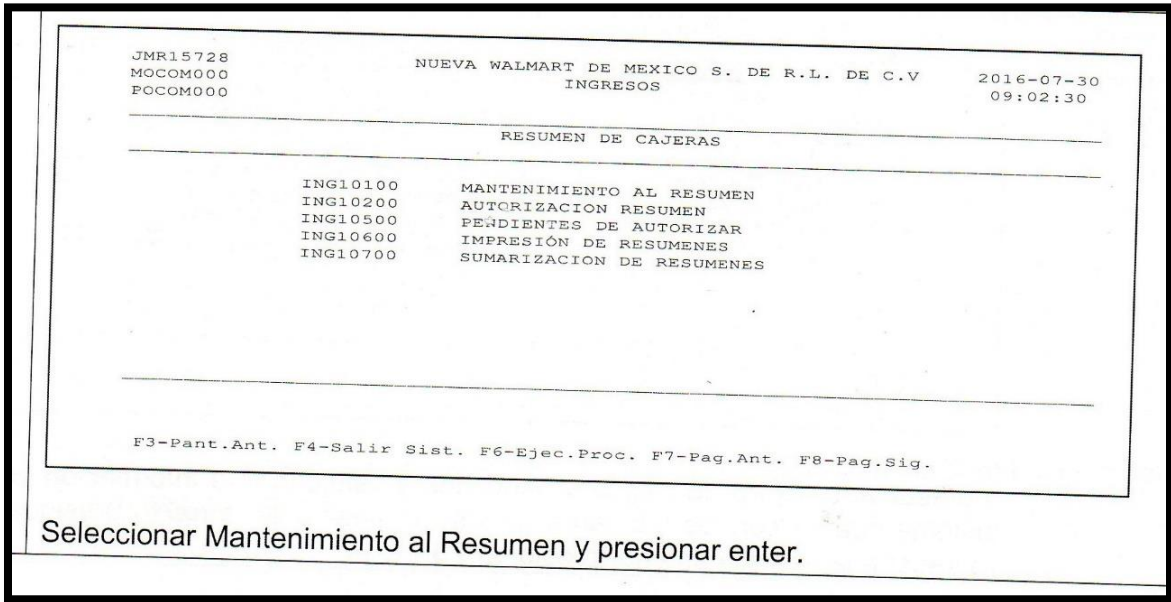 JMR15728 NUEVA WALMART DE MEXICO S. DE R.L. DE C.V 2016-07-30
MOCOM000 INGRESOS 09:02:30
POCOM000
RESUMEN DE CAJERAS
ING10100 MANTENIMIENTO AL RESUMEN
ING10200 AUTORIZACION RESUMEN
ING10500 PENDIENTES DE AUTORIZAR
ING10600 IMPRESIÓN DE RESUMENES
ING10700 SUMARIZACION DE RESUMENES
F3-Pant.Ant. F4-Salir Sist. F6-Ejec.Proc. F7-Pag.Ant. F8-Pag.Sig.
Seleccionar Mantenimiento al Resumen y presionar enter.